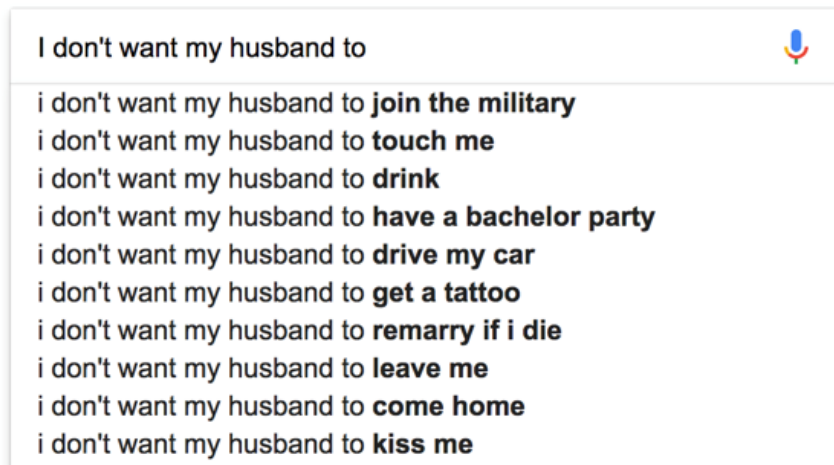 I don't want my husband to
i don't want my husband to join the military
i don't want my husband to touch me
i don't want my husband to drink
i don't want my husband to have a bachelor party
i don't want my husband to drive my car
i don't want my husband to get a tattoo
i don't want my husband to remarry if i die
i don't want my husband to leave me
i don't want my husband to come home
i don't want my husband to kiss me